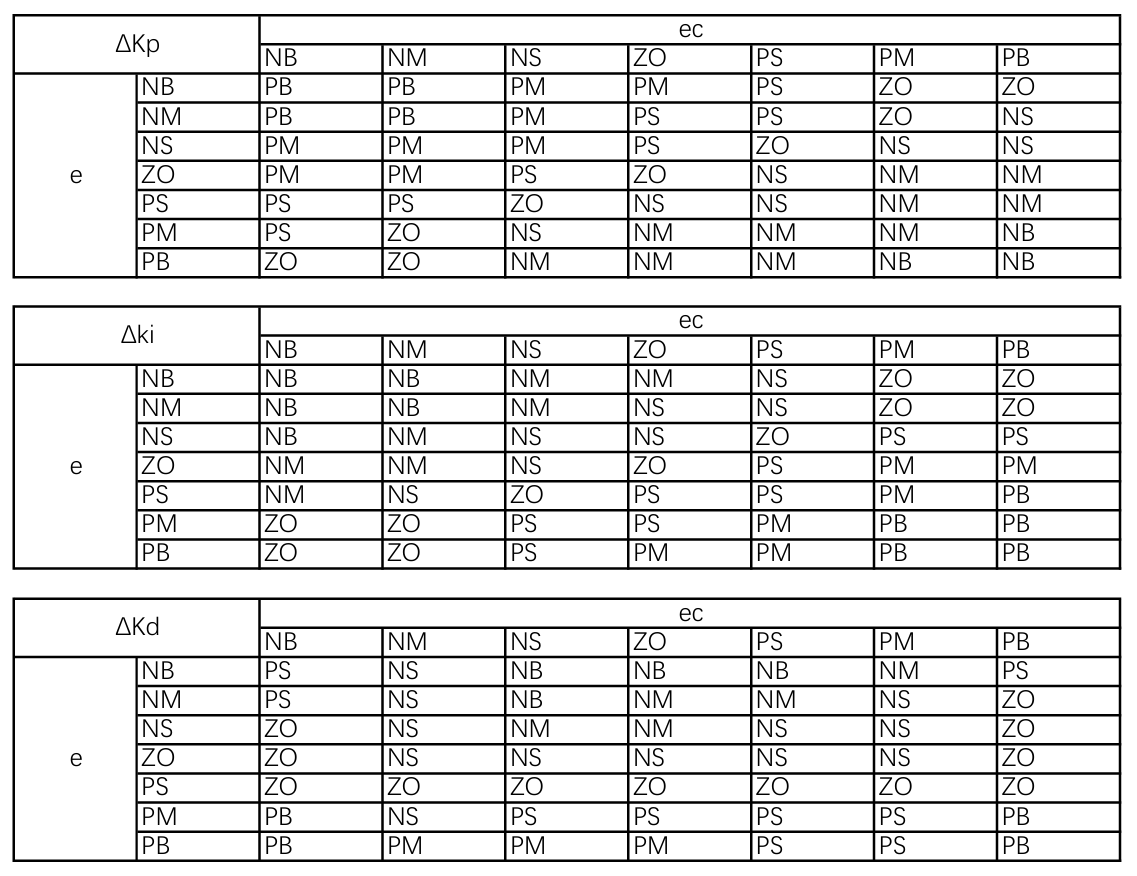 ΔKp ec
NB NM NS ZO PS PM PB
e NB PB PB PM PM PS ZO ZO
NM PB PB PM PS PS ZO NS
NS PM PM PM PS ZO NS NS
ZO PM PM PS ZO NS NM NM
PS PS PS ZO NS NS NM NM
PM PS ZO NS NM NM NM NB
PB ZO ZO NM NM NM NB NB
Δki ec
NB NM NS ZO PS PM PB
e NB NB NB NM NM NS ZO ZO
NM NB NB NM NS NS ZO ZO
NS NB NM NS NS ZO PS PS
ZO NM NM NS ZO PS PM PM
PS NM NS ZO PS PS PM PB
PM ZO ZO PS PS PM PB PB
PB ZO ZO PS PM PM PB PB
ΔKd ec
NB NM NS ZO PS PM PB
e NB PS NS NB NB NB NM PS
NM PS NS NB NM NM NS ZO
NS ZO NS NM NM NS NS ZO
ZO ZO NS NS NS NS NS ZO
PS ZO ZO ZO ZO ZO ZO ZO
PM PB NS PS PS PS PS PB
PB PB PM PM PM PS PS PB